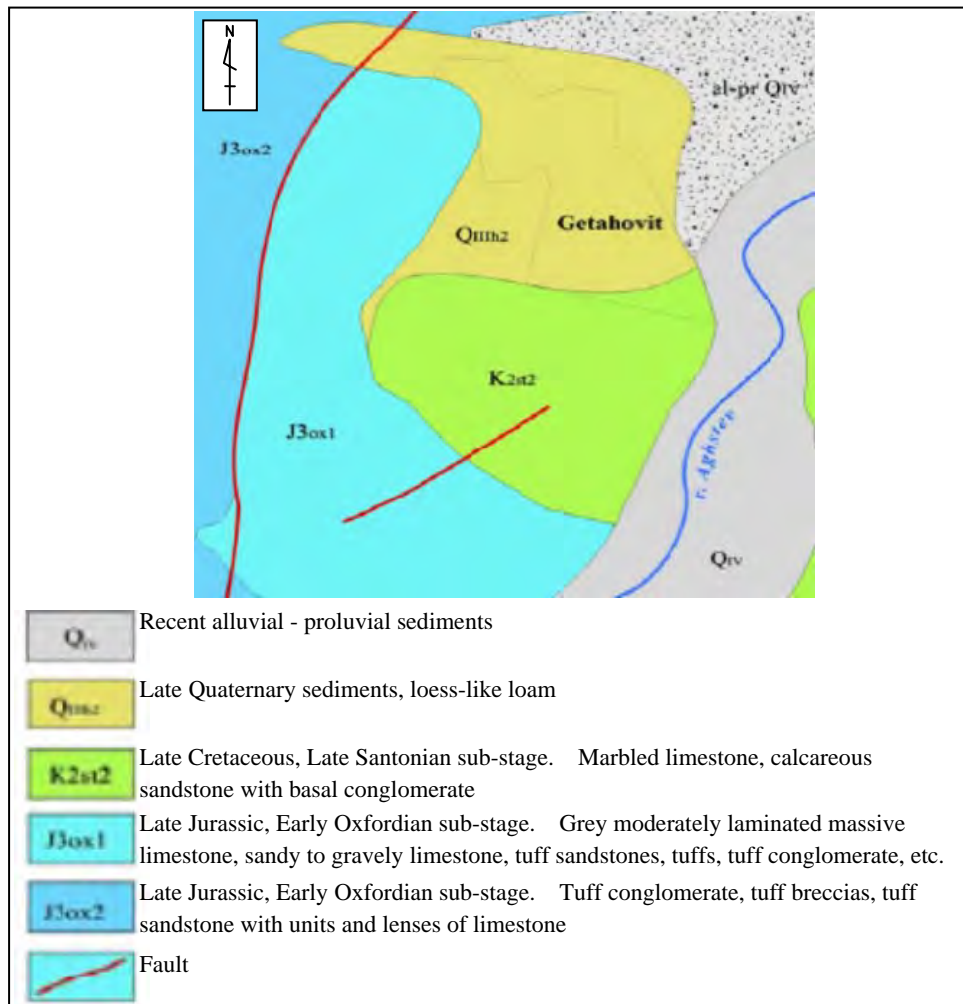 N
al-pr QIV
J3ox2
QIIIh2
Getahovit
K2st2
J3ox1
r. Aghstev
QIV
QIV Recent alluvial - proluvial sediments
QIIIh2 Late Quaternary sediments, loess-like loam
K2st2 Late Cretaceous, Late Santonian sub-stage. Marbled limestone, calcareous
sandstone with basal conglomerate
J3ox1 Late Jurassic, Early Oxfordian sub-stage. Grey moderately laminated massive
limestone, sandy to gravely limestone, tuff sandstones, tuffs, tuff conglomerate, etc.
J3ox2 Late Jurassic, Early Oxfordian sub-stage. Tuff conglomerate, tuff breccias, tuff
sandstone with units and lenses of limestone
Fault